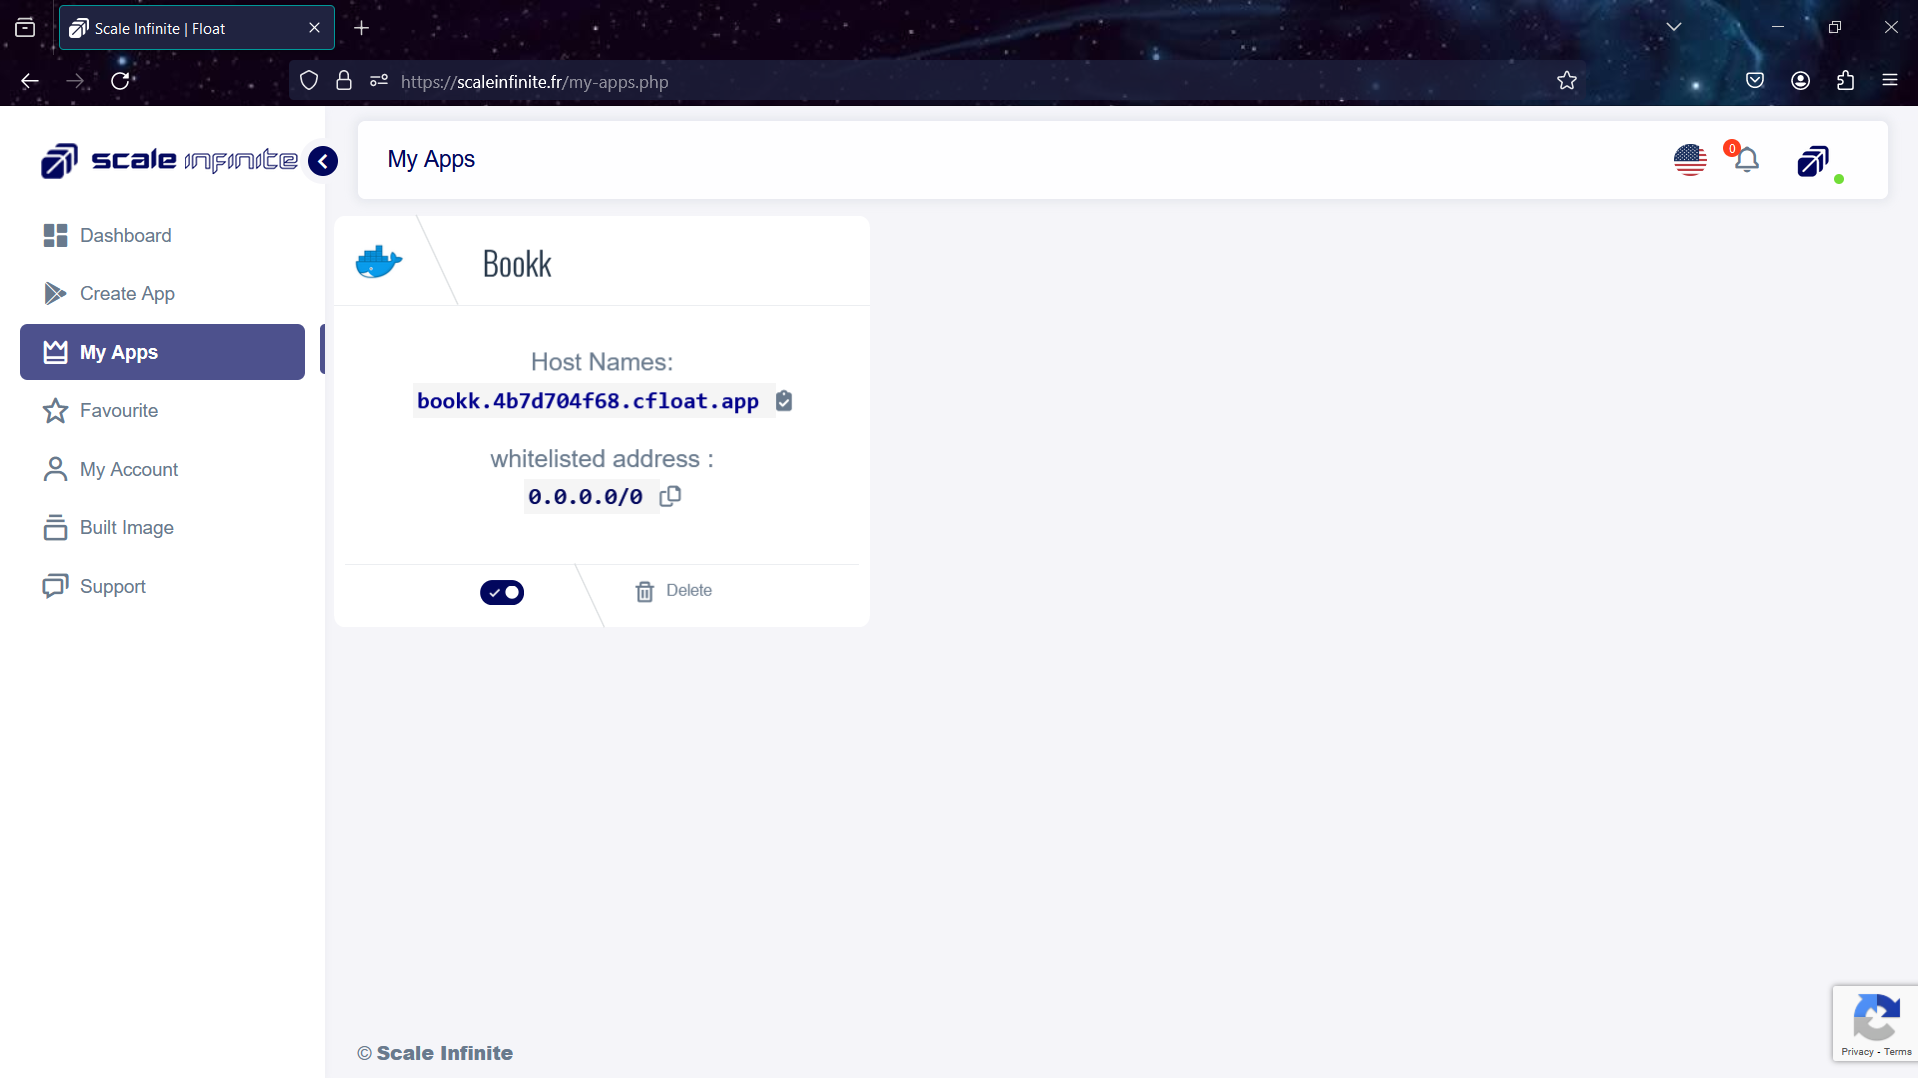 Scale Infinite | Float
https://scaleinfinite.fr/my-apps.php
scale infinite
My Apps
0
Dashboard
Create App
My Apps
Favourite
My Account
Built Image
Support
Bookk
Host Names:
bookk.4b7d704f68.cfloat.app
whitelisted address :
0.0.0.0/0
Delete
© Scale Infinite
Privacy - Terms